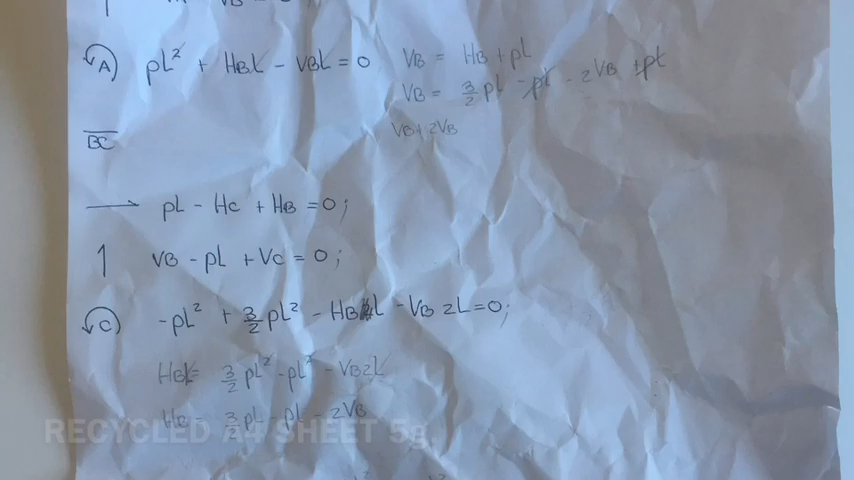 A) pL² + HBL - VBL = 0 VB = HB + pL
VB = 3/2 pL - pL - 2VB + pL
BC VB + 2VB
→ pL - HC + HB = 0;
VB - pL + VC = 0;
C) -pL² + 3/2 pL² - HBL - VB 2L = 0;
HBL = 3/2 pL² - pL² - VB2L
HB = 3/2 pL - pL - 2VB
RECYCLED A4 SHEET 5g